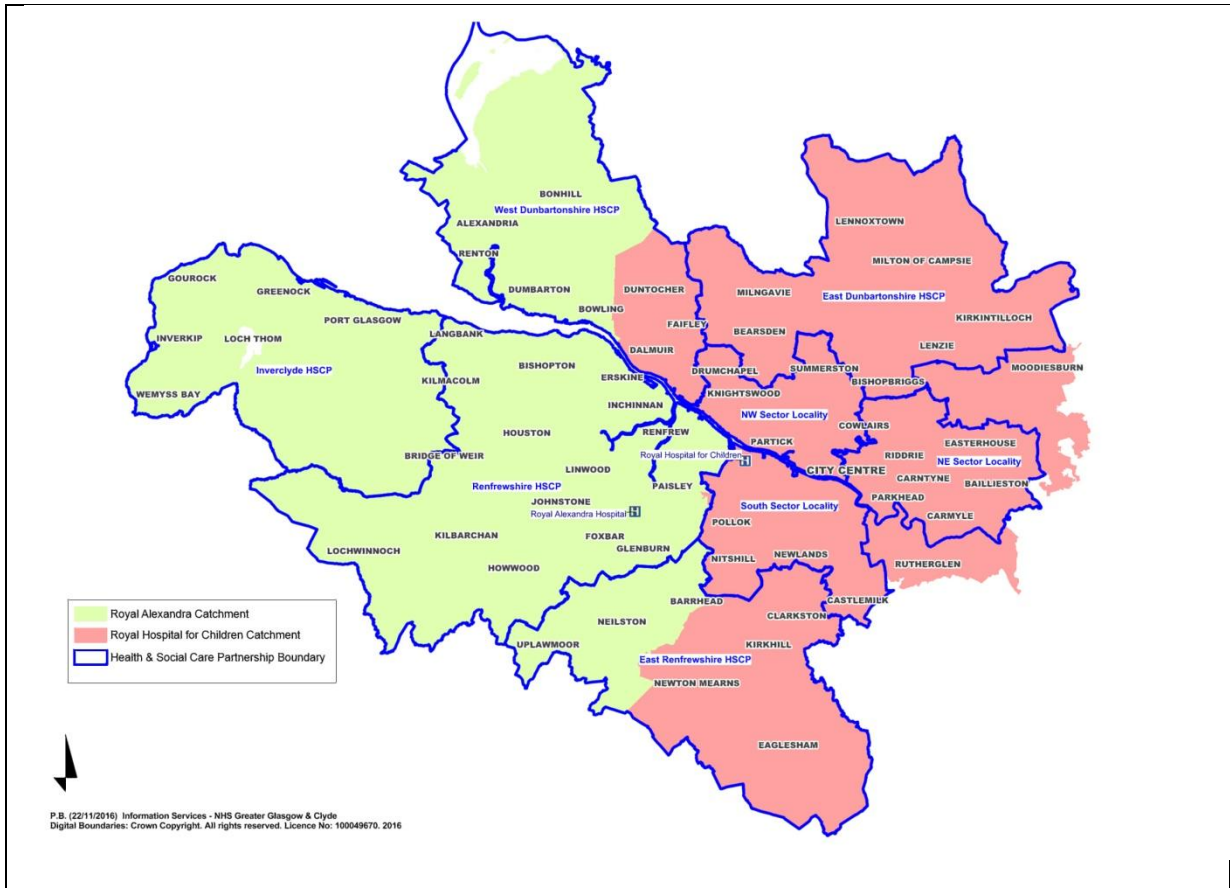 LENNOXTOWN
BONHILL
West Dunbartonshire HSCP
ALEXANDRIA
RENTON
MILTON OF CAMPSIE
GOUROCK
GREENOCK
DUMBARTON
DUNTOCHER
MILNGAVIE
East Dunbartonshire HSCP
BOWLING
KIRKINTILLOCH
PORT GLASGOW
FAIFLEY
BEARSDEN
INVERKIP
LOCH THOM
LANGBANK
DALMUIR
LENZIE
BISHOPTON
Inverclyde HSCP
KILMACOLM
ERSKINE
DRUMCHAPEL
SUMMERSTON
MOODIESBURN
BISHOPBRIGGS
WEMYSS BAY
KNIGHTSWOOD
INCHINNAN
NW Sector Locality
COWLAIRS
HOUSTON
RENFREW
PARTICK
EASTERHOUSE
BRIDGE OF WEIR
Royal Hospital for Children
H
RIDDRIE
NE Sector Locality
LINWOOD
CITY CENTRE
CARNTYNE
Renfrewshire HSCP
PAISLEY
BAILLIESTON
JOHNSTONE
PARKHEAD
Royal Alexandra Hospital
H
South Sector Locality
CARMYLE
POLLOK
KILBARCHAN
FOXBAR
GLENBURN
LOCHWINNOCH
NITSHILL
NEWLANDS
RUTHERGLEN
HOWWOOD
BARRHEAD
CASTLEMILK
NEILSTON
CLARKSTON
UPLAWMOOR
KIRKHILL
East Renfrewshire HSCP
NEWTON MEARNS
EAGLESHAM
Royal Alexandra Catchment
Royal Hospital for Children Catchment
Health & Social Care Partnership Boundary
P.B. (22/11/2016) Information Services - NHS Greater Glasgow & Clyde
Digital Boundaries: Crown Copyright. All rights reserved. Licence No: 100049670. 2016